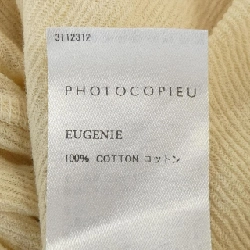 3112312
PHOTOCOPIEU
EUGENIE
100% COTTON コットン